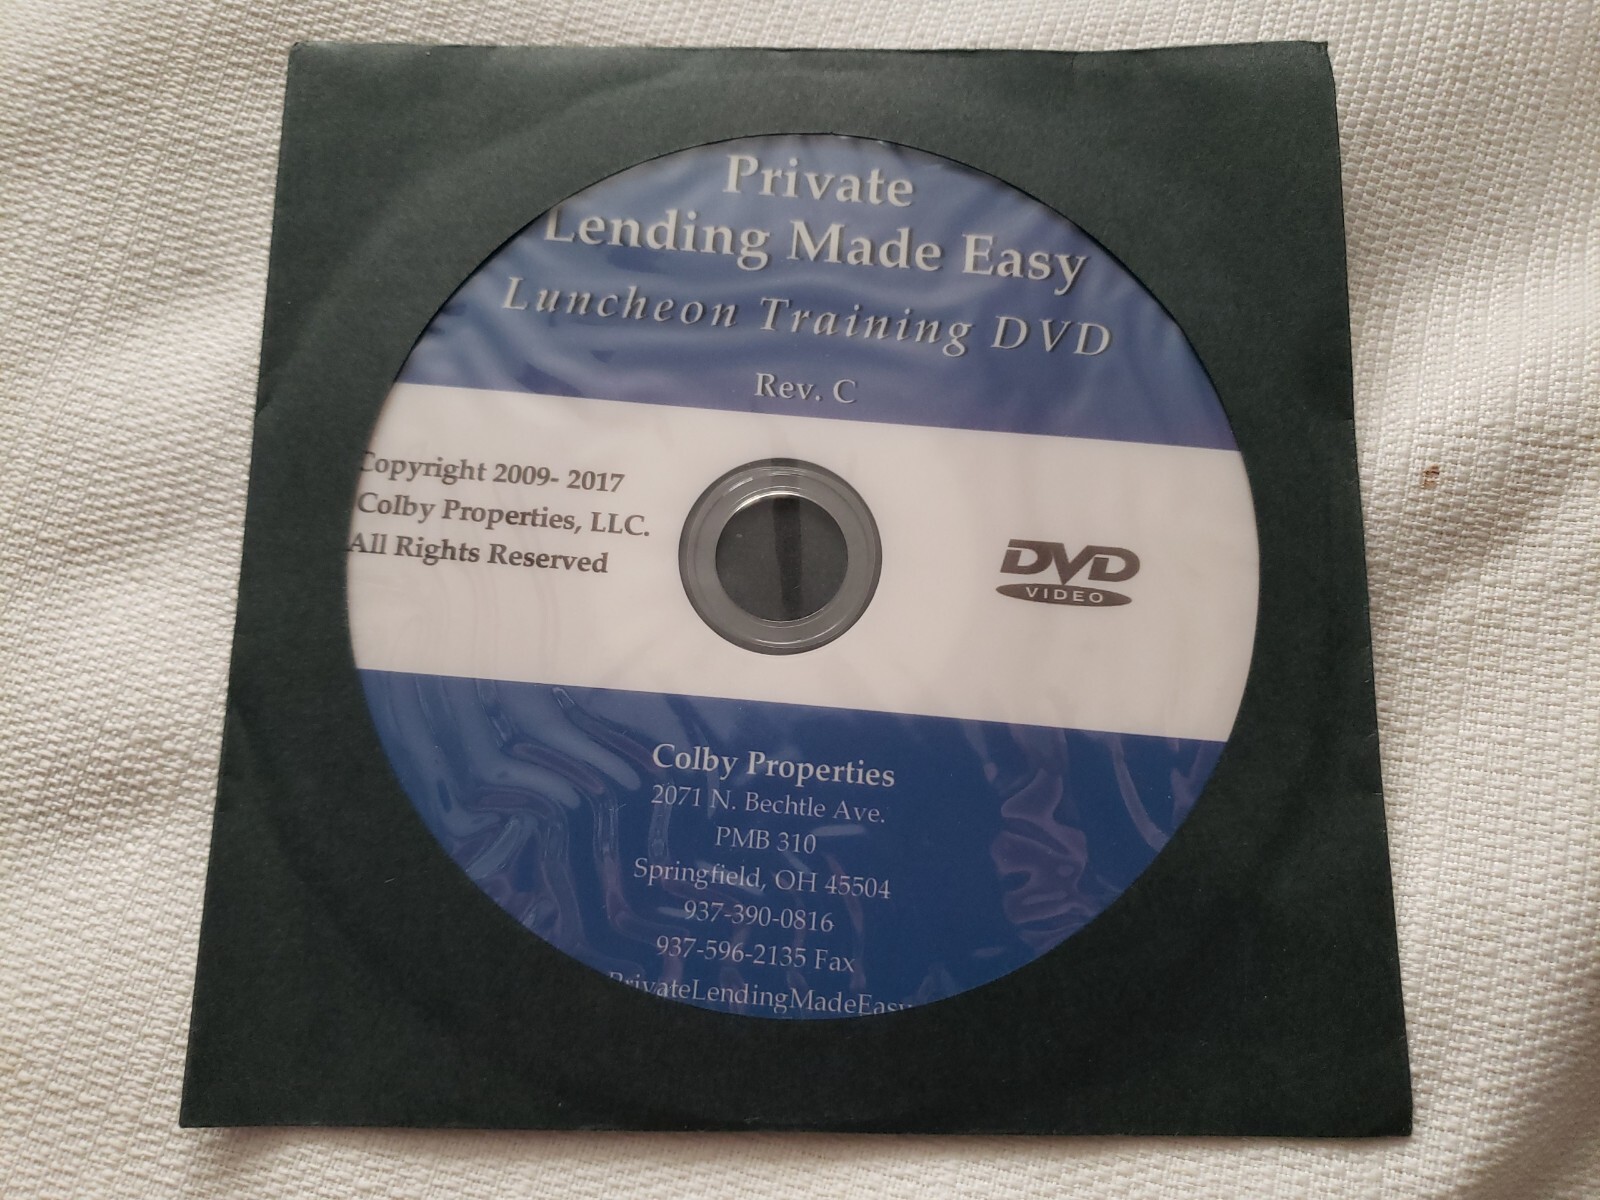 Private
Lending Made Easy
Luncheon Training DVD
Rev. C
Copyright 2009- 2017
Colby Properties, LLC.
All Rights Reserved
DVD
VIDEO
Colby Properties
2071 N. Bechtle Ave.
PMB 310
Springfield, OH 45504
937-390-0816
937-596-2135 Fax
PrivateLendingMadeEasy